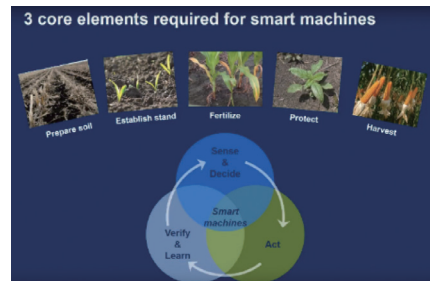 3 core elements required for smart machines
Prepare soil
Establish stand
Fertilize
Protect
Harvest
Sense
&
Decide
Smart
machines
Verify
&
Learn
Act